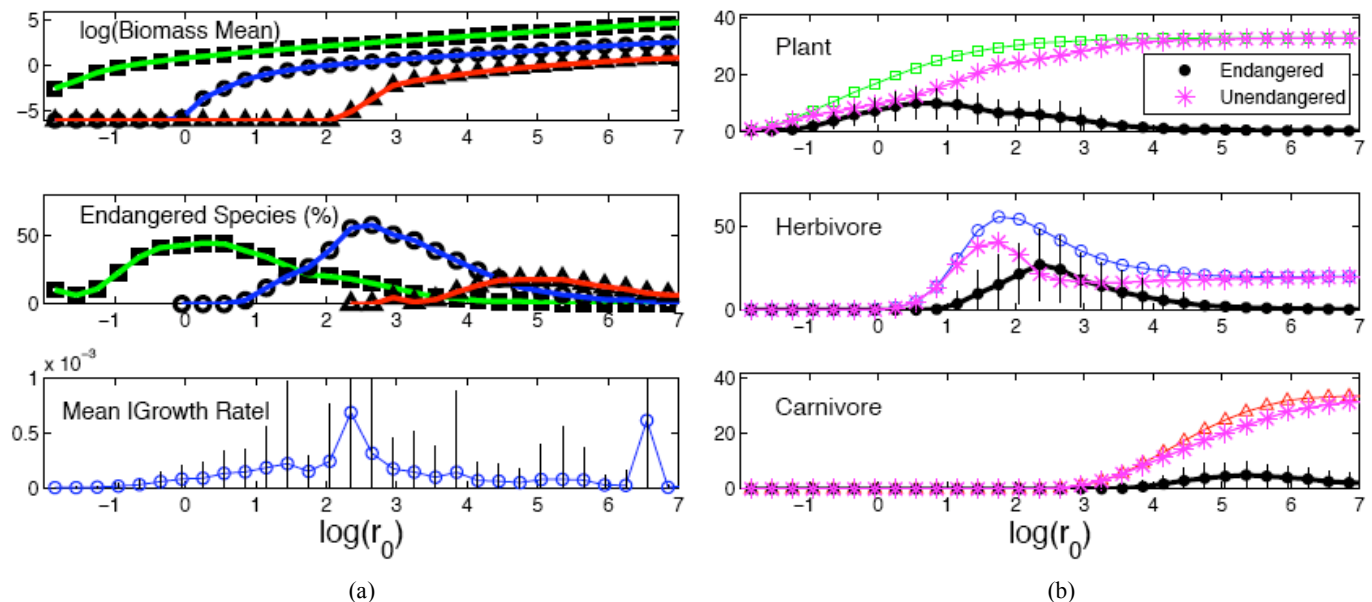 log(Biomass Mean)
5
0
−5
−1 0 1 2 3 4 5 6 7
Endangered Species (%)
50
0
−1 0 1 2 3 4 5 6 7
x 10⁻³
1
Mean IGrowth RateI
0.5
0
−1 0 1 2 3 4 5 6 7
log(r₀)
(a)
40
Plant
Endangered
Unendangered
20
0
−1 0 1 2 3 4 5 6 7
50
Herbivore
0
−1 0 1 2 3 4 5 6 7
40
Carnivore
20
0
−1 0 1 2 3 4 5 6 7
log(r₀)
(b)